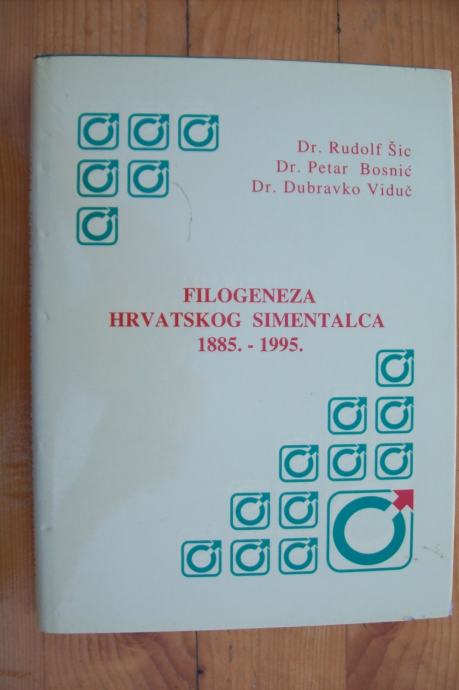 Dr. Rudolf Šic
Dr. Petar Bosnić
Dr. Dubravko Viduč
FILOGENEZA
HRVATSKOG SIMENTALCA
1885. - 1995.